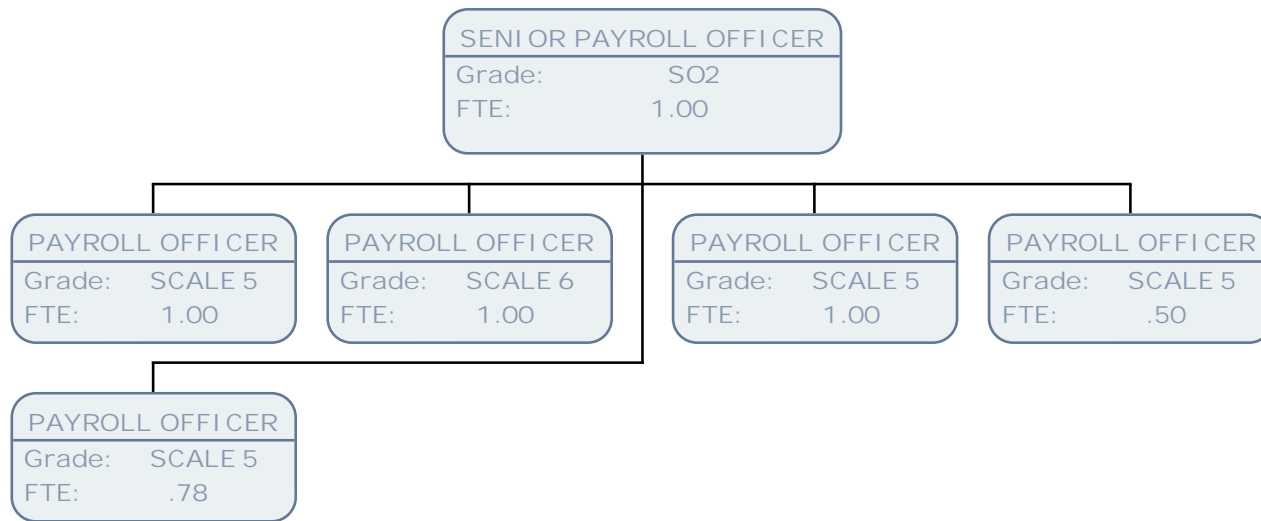 SENIOR PAYROLL OFFICER
Grade: SO2
FTE: 1.00
PAYROLL OFFICER
Grade: SCALE 5
FTE: 1.00
PAYROLL OFFICER
Grade: SCALE 6
FTE: 1.00
PAYROLL OFFICER
Grade: SCALE 5
FTE: 1.00
PAYROLL OFFICER
Grade: SCALE 5
FTE: .50
PAYROLL OFFICER
Grade: SCALE 5
FTE: .78